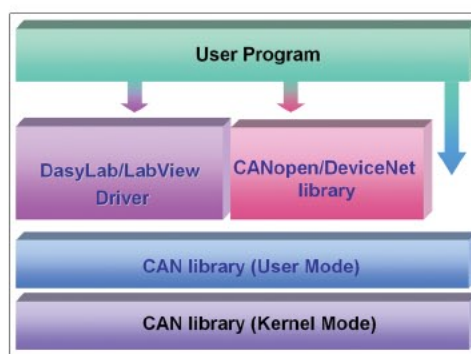 User Program
DasyLab/LabView
Driver
CANopen/DeviceNet
library
CAN library (User Mode)
CAN library (Kernel Mode)